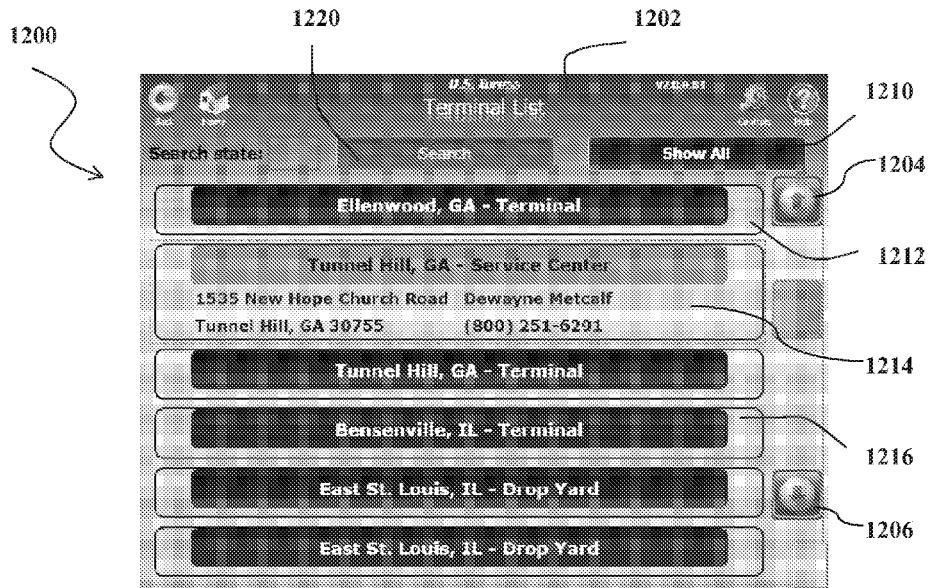 1220 1202
1200
U.S. Xpress
Terminal List
1210
Search state: Search Show All
1204
Ellenwood, GA - Terminal
1212
Tunnel Hill, GA - Service Center
1535 New Hope Church Road Dewayne Metcalf
Tunnel Hill, GA 30755 (800) 251-6291
1214
Tunnel Hill, GA - Terminal
Bensenville, IL - Terminal
1216
East St. Louis, IL - Drop Yard
1206
East St. Louis, IL - Drop Yard